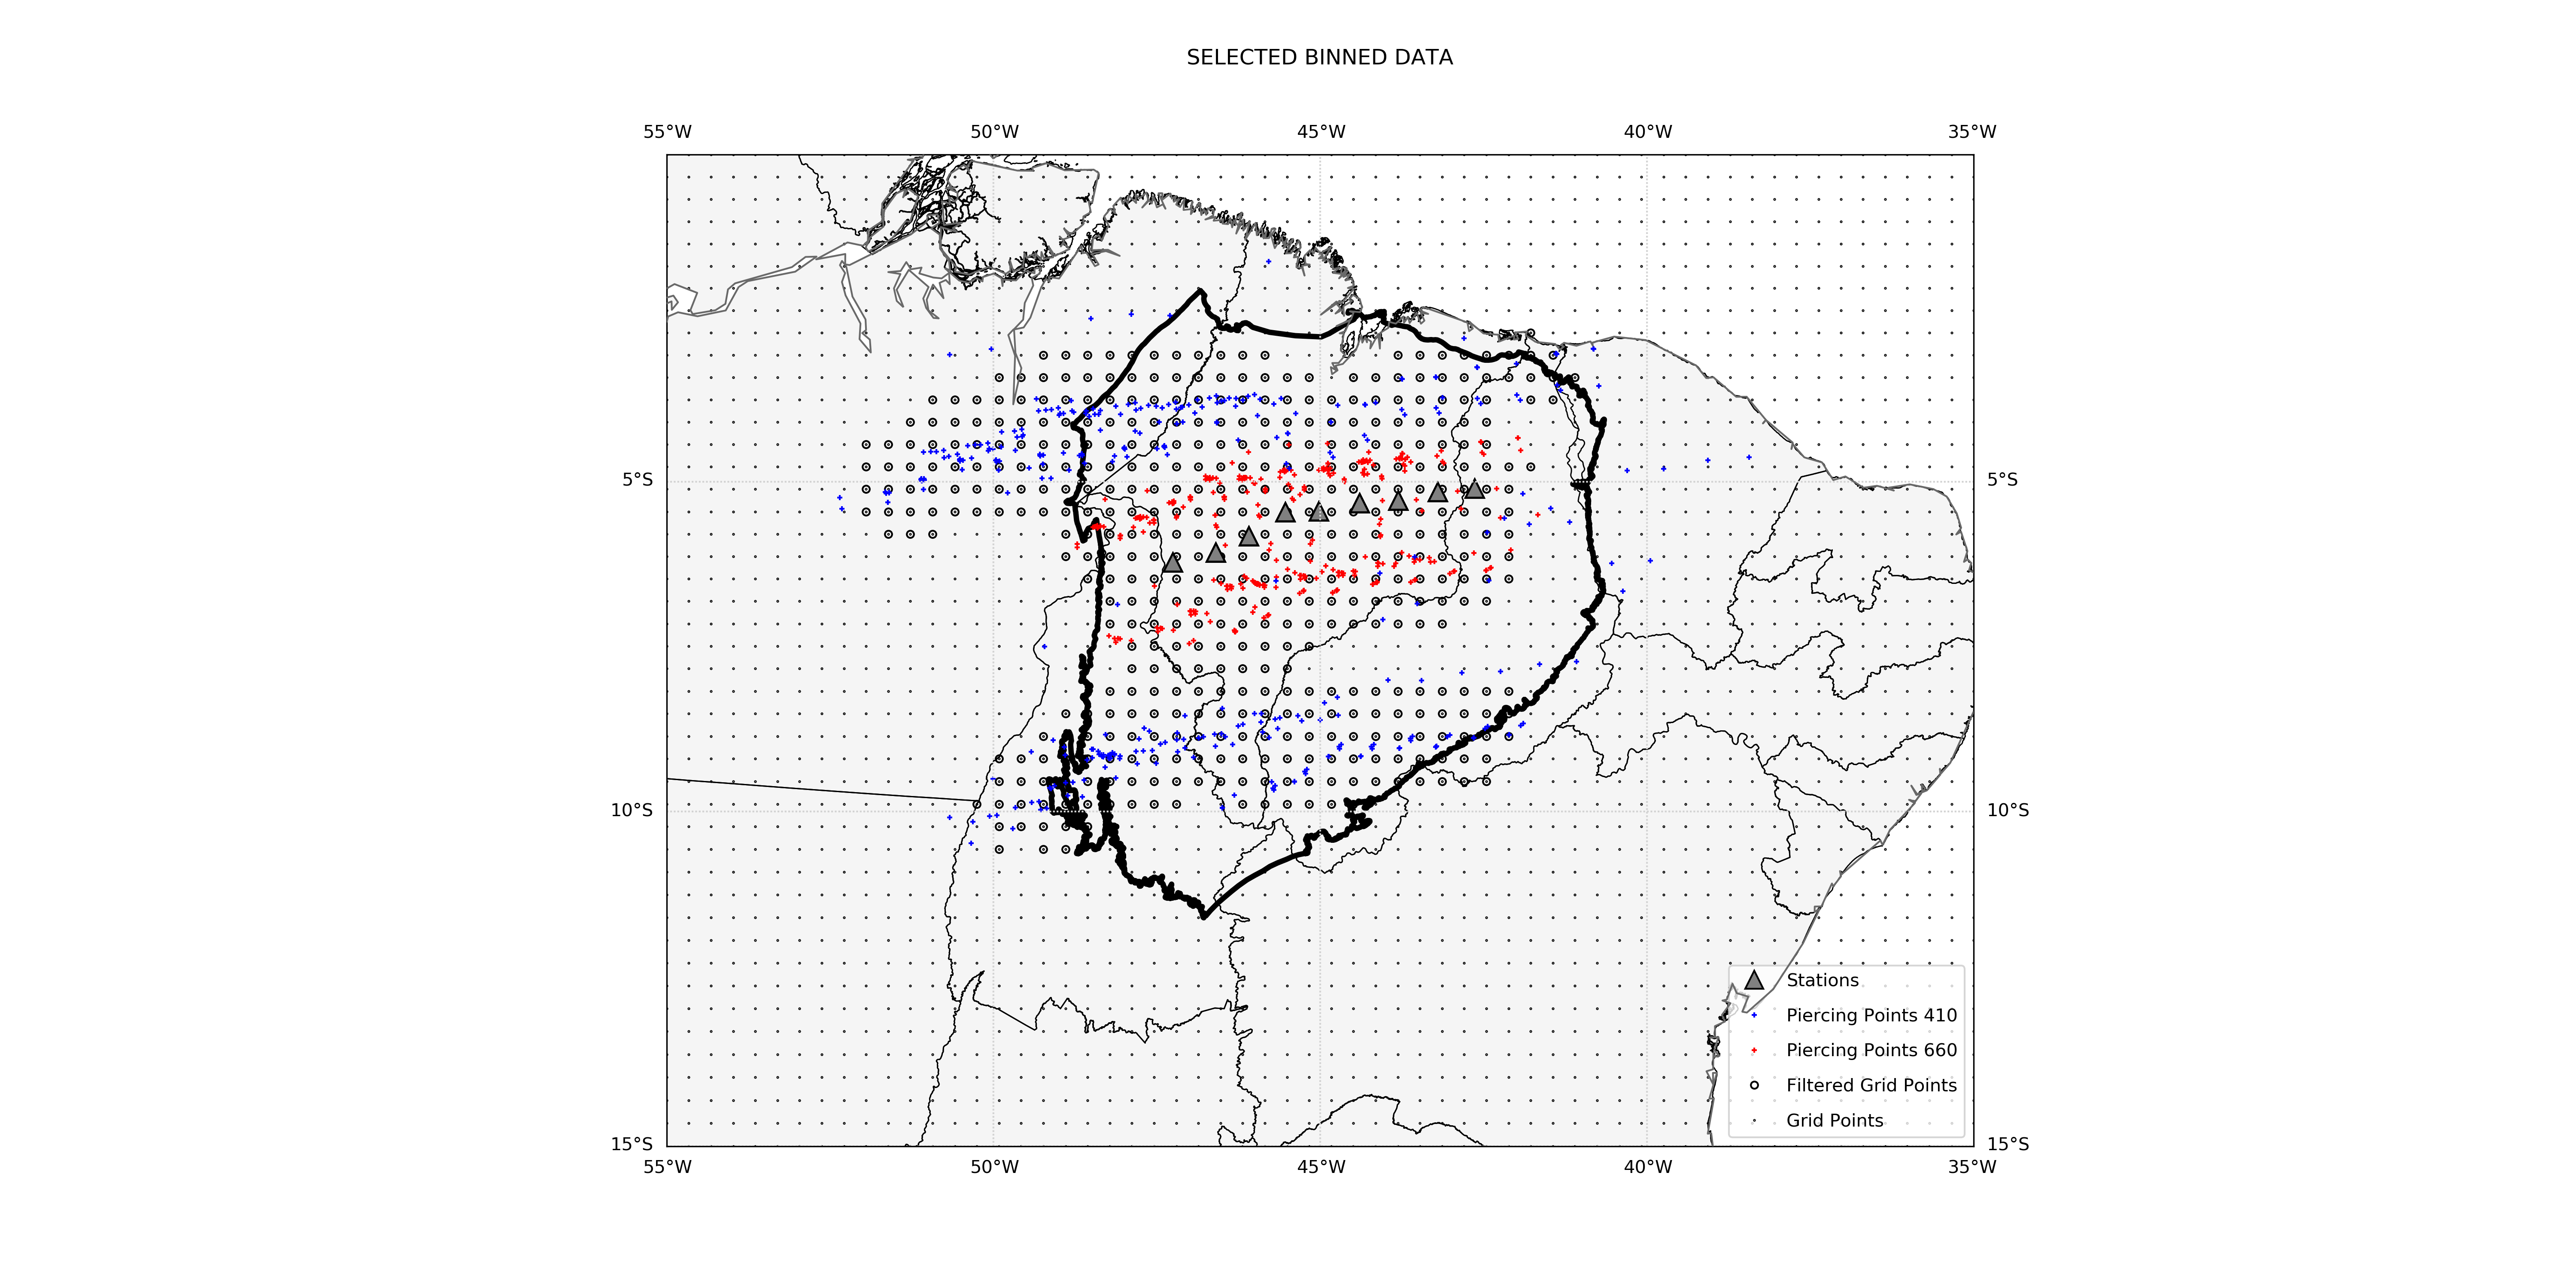 SELECTED BINNED DATA
55°W 50°W 45°W 40°W 35°W
5°S 5°S
10°S 10°S
Stations
Piercing Points 410
Piercing Points 660
Filtered Grid Points
Grid Points
15°S 15°S
55°W 50°W 45°W 40°W 35°W